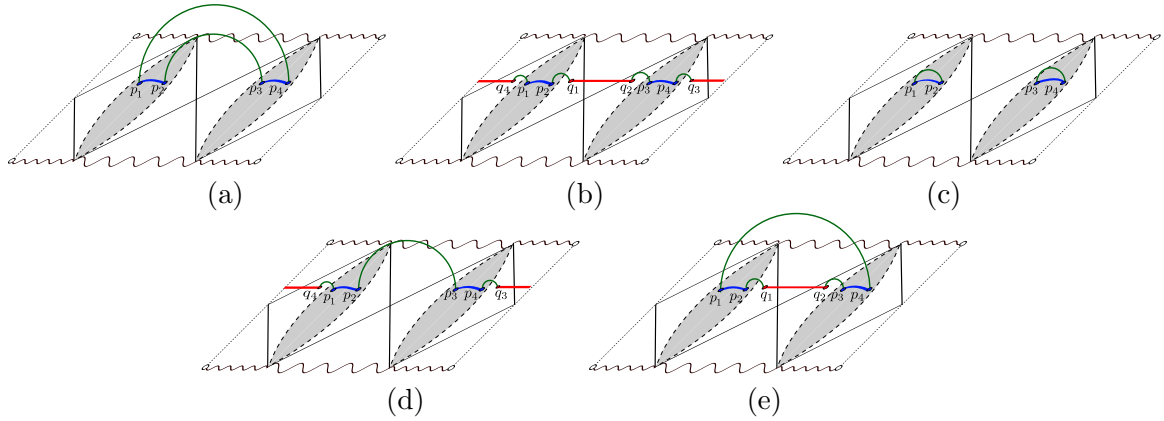 p₁ p₂ p₃ p₄
q₄ p₁ p₂ q₁ q₂ p₃ p₄ q₃
p₁ p₂ p₃ p₄
(a) (b) (c)
q₄ p₁ p₂ p₃ p₄ q₃
p₁ p₂ q₁ q₂ p₃ p₄
(d) (e)